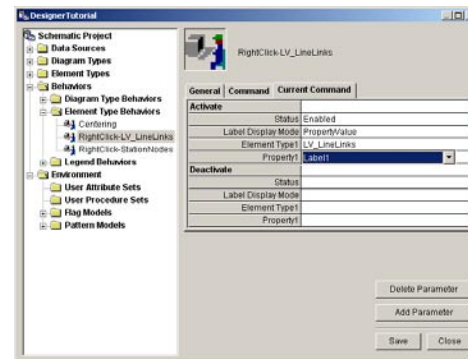 DesignerTutorial
Schematic Project
Data Sources
Diagram Types
Element Types
Behaviors
Diagram Type Behaviors
Element Type Behaviors
Centering
RightClick-LV_LineLinks
RightClick-StationNodes
Legend Behaviors
Environment
User Attribute Sets
User Procedure Sets
Flag Models
Pattern Models
RightClick-LV_LineLinks
General Command Current Command
Activate
Status Enabled
Label Display Mode PropertyValue
Element Type1 LV_LineLinks
Property1 Label1
Deactivate
Status
Label Display Mode
Element Type1
Property1
Delete Parameter
Add Parameter
Save Close